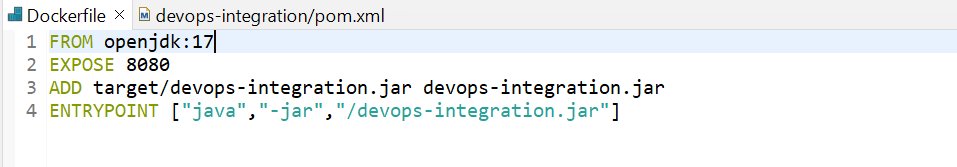 Dockerfile devops-integration/pom.xml
1 FROM openjdk:17
2 EXPOSE 8080
3 ADD target/devops-integration.jar devops-integration.jar
4 ENTRYPOINT ["java","-jar","/devops-integration.jar"]